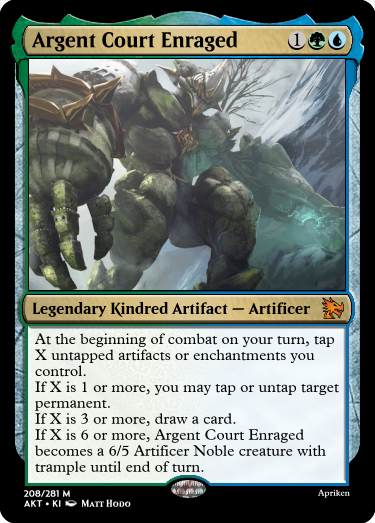 Argent Court Enraged 1
Legendary Kindred Artifact — Artificer
At the beginning of combat on your turn, tap
X untapped artifacts or enchantments you
control.
If X is 1 or more, you may tap or untap target
permanent.
If X is 3 or more, draw a card.
If X is 6 or more, Argent Court Enraged
becomes a 6/5 Artificer Noble creature with
trample until end of turn.
208/281 M Apriken
AKT • KI Matt Hodo